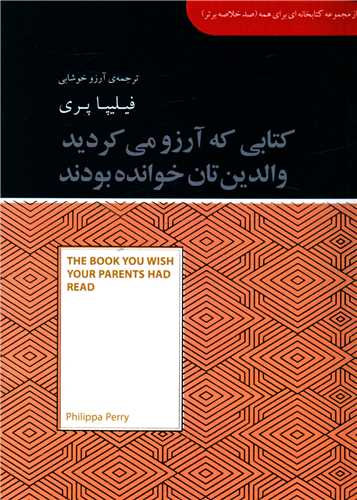 از مجموعه کتابخانه ای برای همه (صد خلاصه برتر)
ترجمه‌ی آرزو خوشابی
فیلیپا پری
کتابی که آرزو می کردید
والدین تان خوانده بودند
THE BOOK YOU WISH
YOUR PARENTS HAD
READ
Philippa Perry